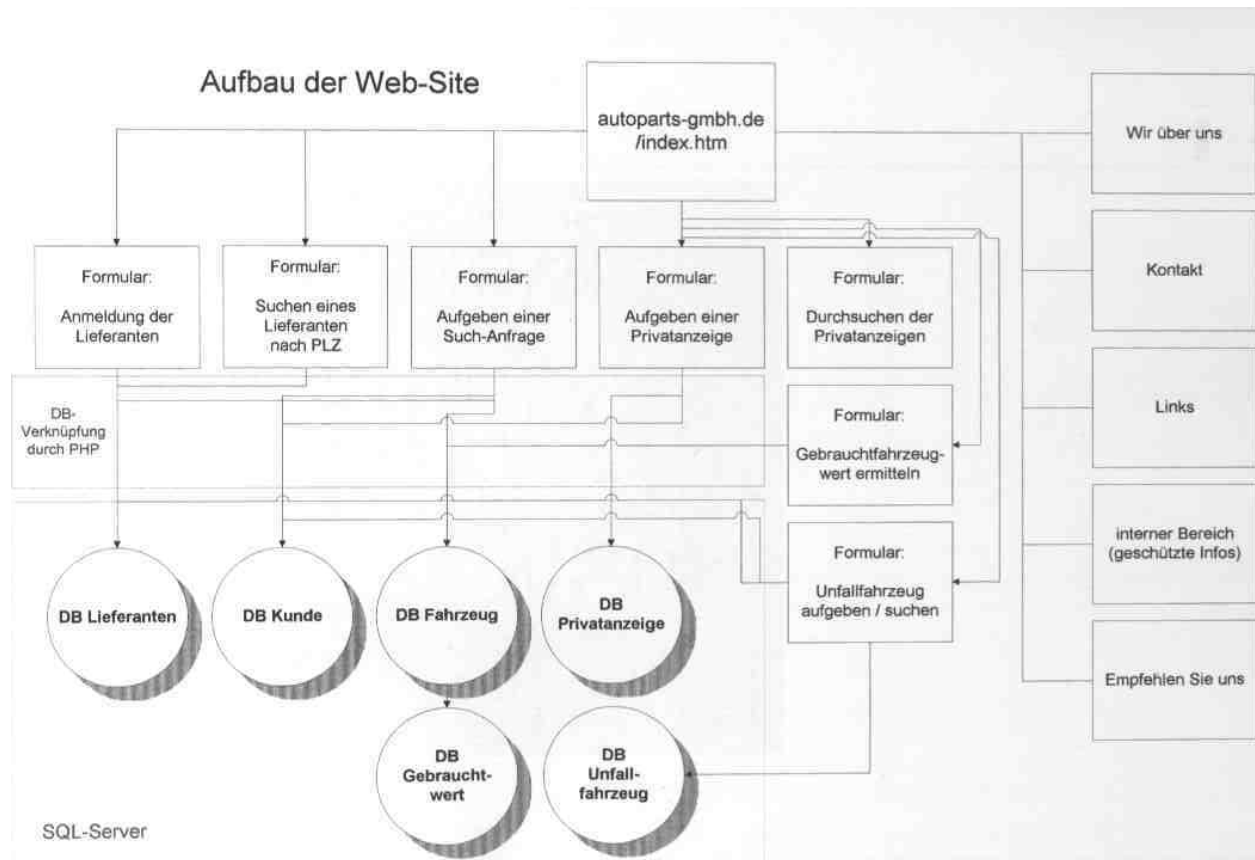 Aufbau der Web-Site
autoparts-gmbh.de
/index.htm
Wir über uns
Kontakt
Links
interner Bereich
(geschützte Infos)
Empfehlen Sie uns
Formular:
Anmeldung der
Lieferanten
Formular:
Suchen eines
Lieferanten
nach PLZ
Formular:
Aufgeben einer
Such-Anfrage
Formular:
Aufgeben einer
Privatanzeige
Formular:
Durchsuchen der
Privatanzeigen
DB-
Verknüpfung
durch PHP
Formular:
Gebrauchtfahrzeug-
wert ermitteln
Formular:
Unfallfahrzeug
aufgeben / suchen
DB Lieferanten
DB Kunde
DB Fahrzeug
DB
Privatanzeige
DB
Gebraucht-
wert
DB
Unfall-
fahrzeug
SQL-Server